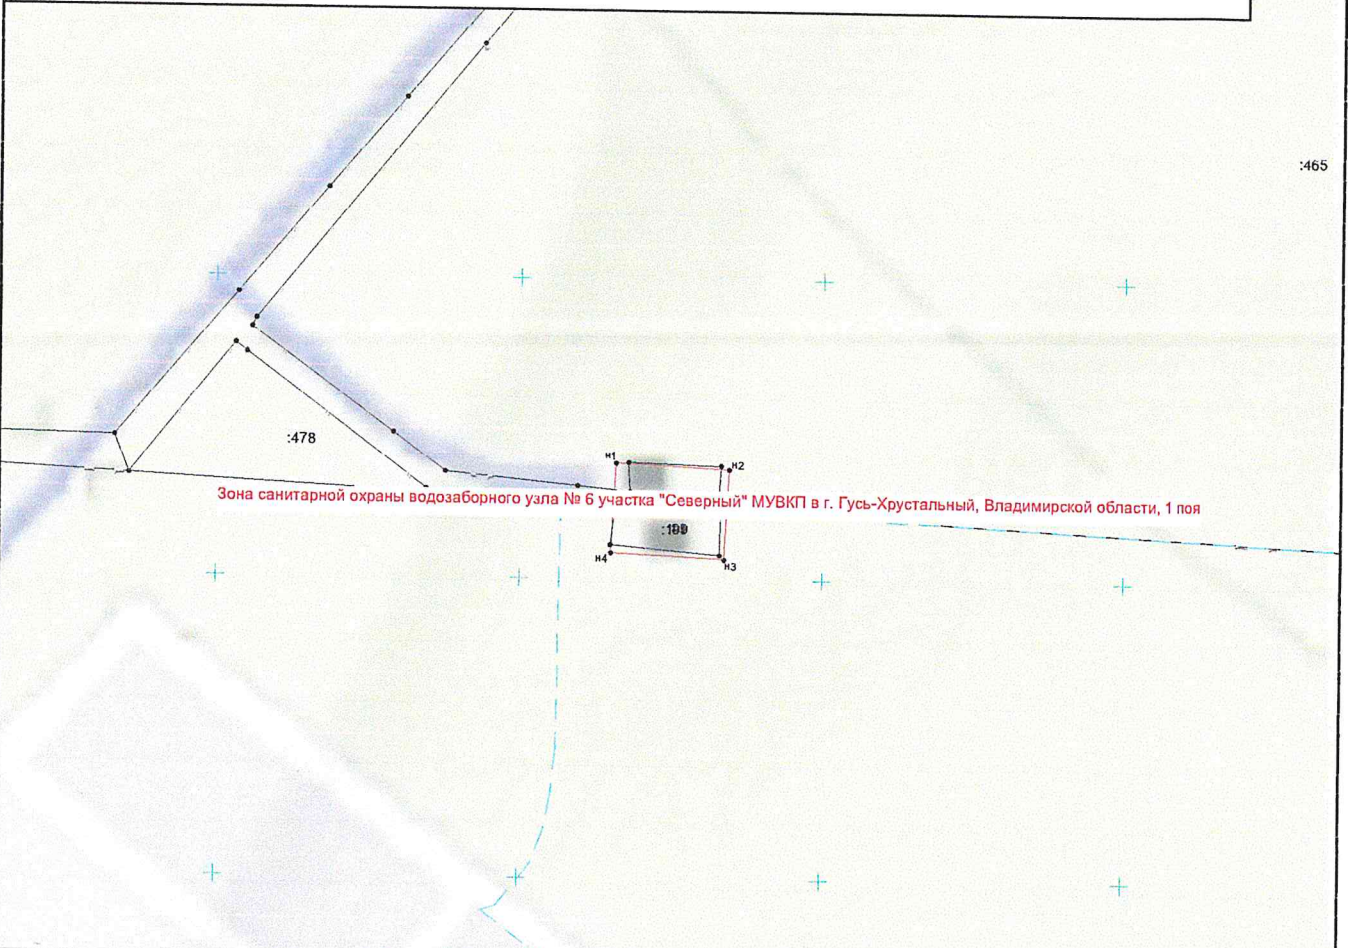 :465
:478
н1
н2
Зона санитарной охраны водозаборного узла № 6 участка "Северный" МУВКП в г. Гусь-Хрустальный, Владимирской области, 1 поя
н4
н3